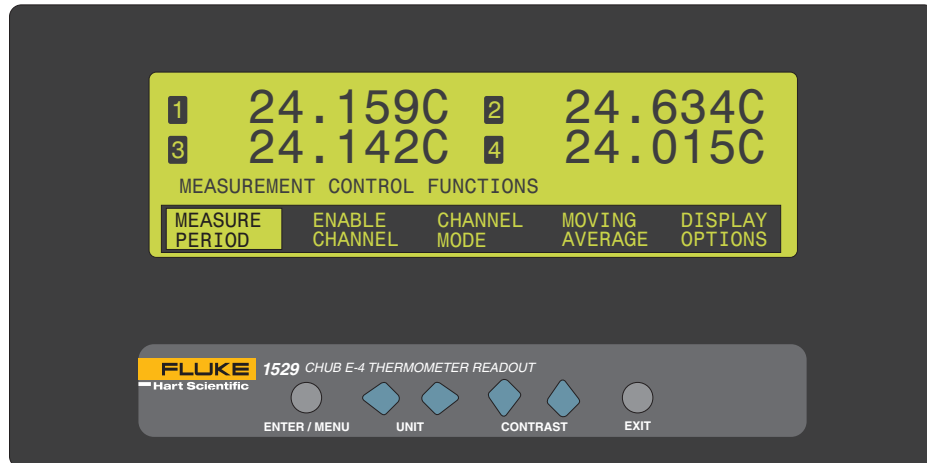 1 24.159C 2 24.634C
3 24.142C 4 24.015C
MEASUREMENT CONTROL FUNCTIONS
MEASURE PERIOD ENABLE CHANNEL CHANNEL MODE MOVING AVERAGE DISPLAY OPTIONS
FLUKE 1529 CHUB E-4 THERMOMETER READOUT
Hart Scientific
ENTER / MENU UNIT CONTRAST EXIT